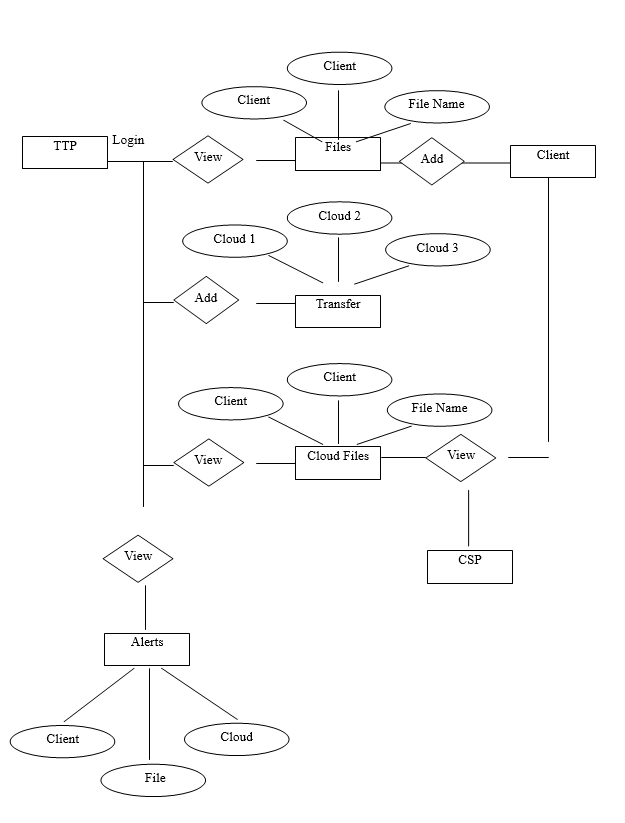 Client
Client
File Name
TTP
Login
View
Files
Add
Client
Cloud 1
Cloud 2
Cloud 3
Add
Transfer
Client
Client
File Name
View
Cloud Files
View
View
CSP
Alerts
Client
Cloud
File